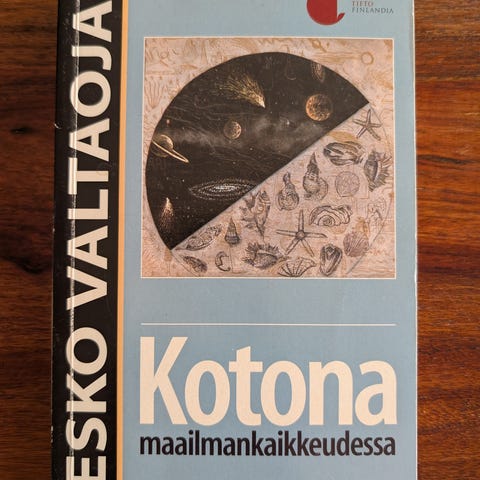 TIETO
FINLANDIA
ESKO VALTAOJA
Kotona
maailmankaikkeudessa